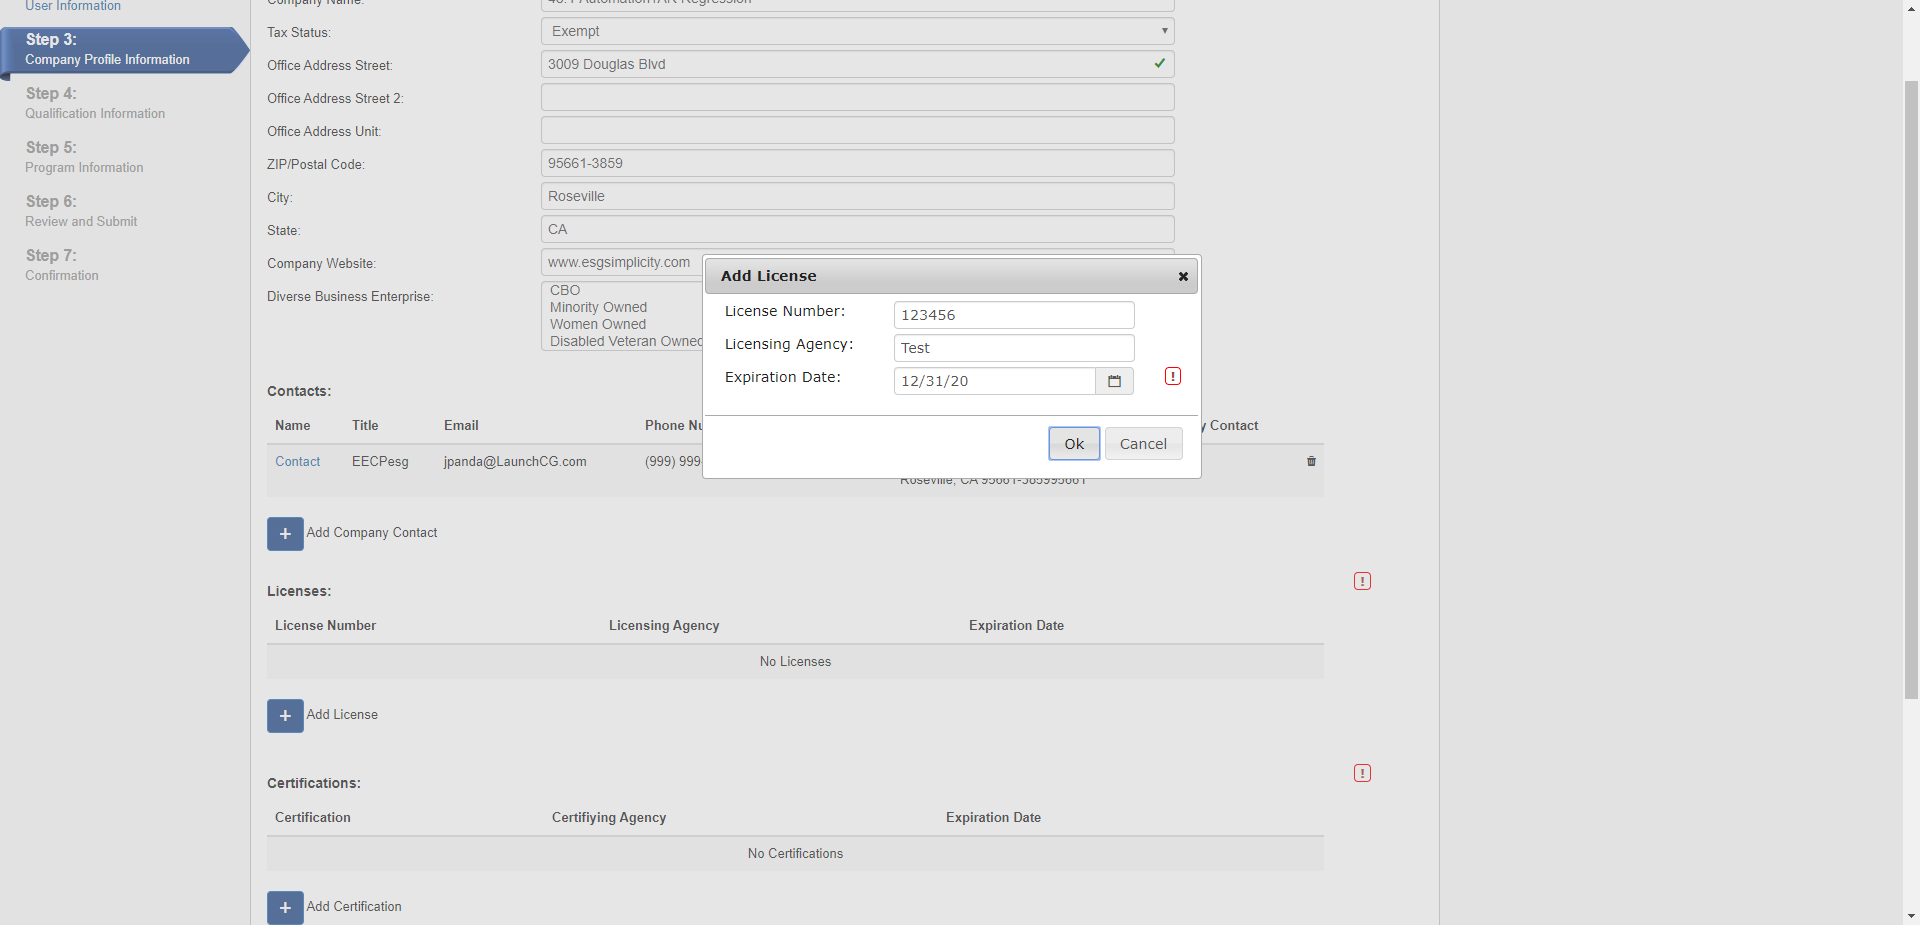 User Information
Step 3:
Company Profile Information
Step 4:
Qualification Information
Step 5:
Program Information
Step 6:
Review and Submit
Step 7:
Confirmation
Tax Status: Exempt
Office Address Street: 3009 Douglas Blvd
Office Address Street 2:
Office Address Unit:
ZIP/Postal Code: 95661-3859
City: Roseville
State: CA
Company Website: www.esgsimplicity.com
Diverse Business Enterprise: CBO
Minority Owned
Women Owned
Disabled Veteran Owned
Add License
License Number: 123456
Licensing Agency: Test
Expiration Date: 12/31/20
Ok Cancel
Contacts:
Name Title Email Phone Contact
Contact EECPesg jpanda@LaunchCG.com (999) 999-
Roseville, CA 95661-385995661
+ Add Company Contact
Licenses:
License Number Licensing Agency Expiration Date
No Licenses
+ Add License
Certifications:
Certification Certifiying Agency Expiration Date
No Certifications
+ Add Certification